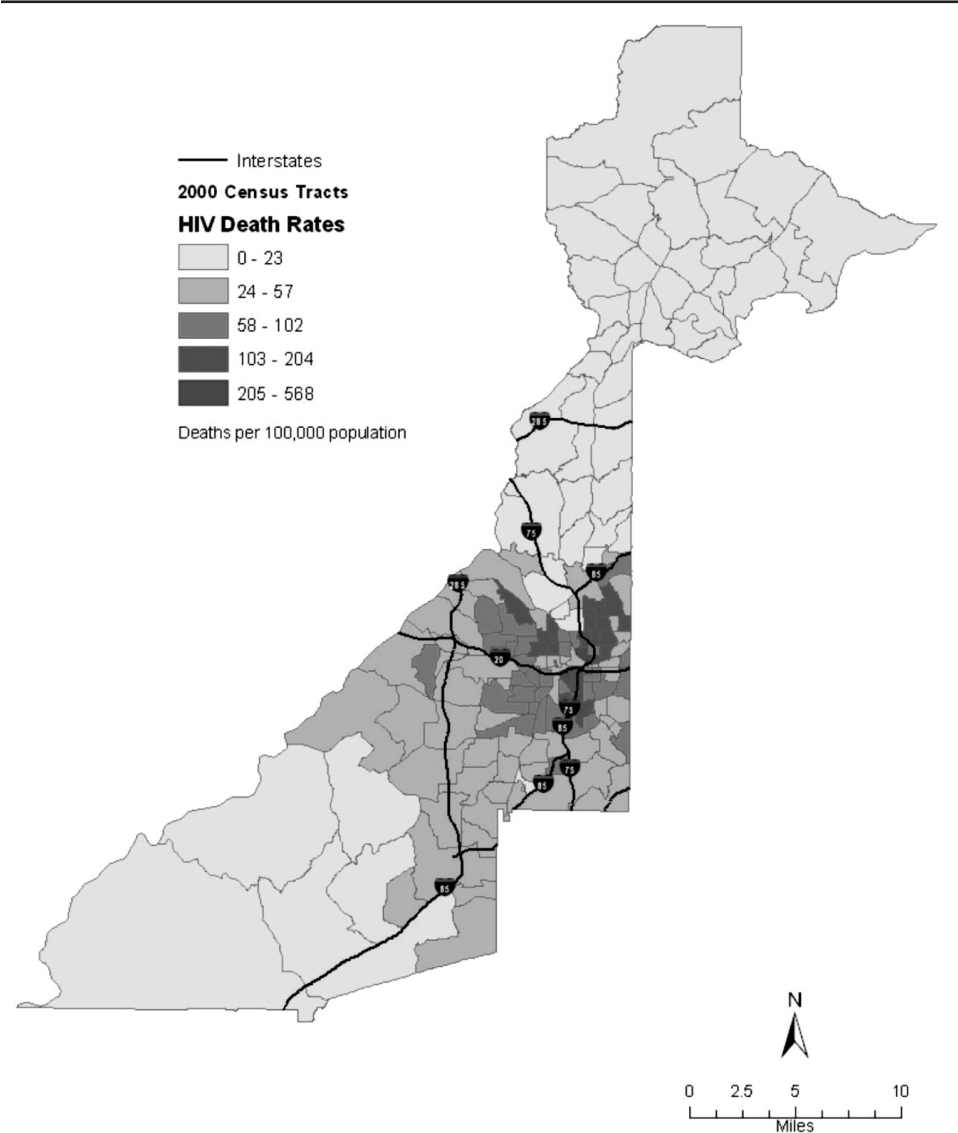 Interstates
2000 Census Tracts
HIV Death Rates
0 - 23
24 - 57
58 - 102
103 - 204
205 - 568
Deaths per 100,000 population
285
75
85
285
20
75
85
75
85
85
N
0 2.5 5 10
Miles